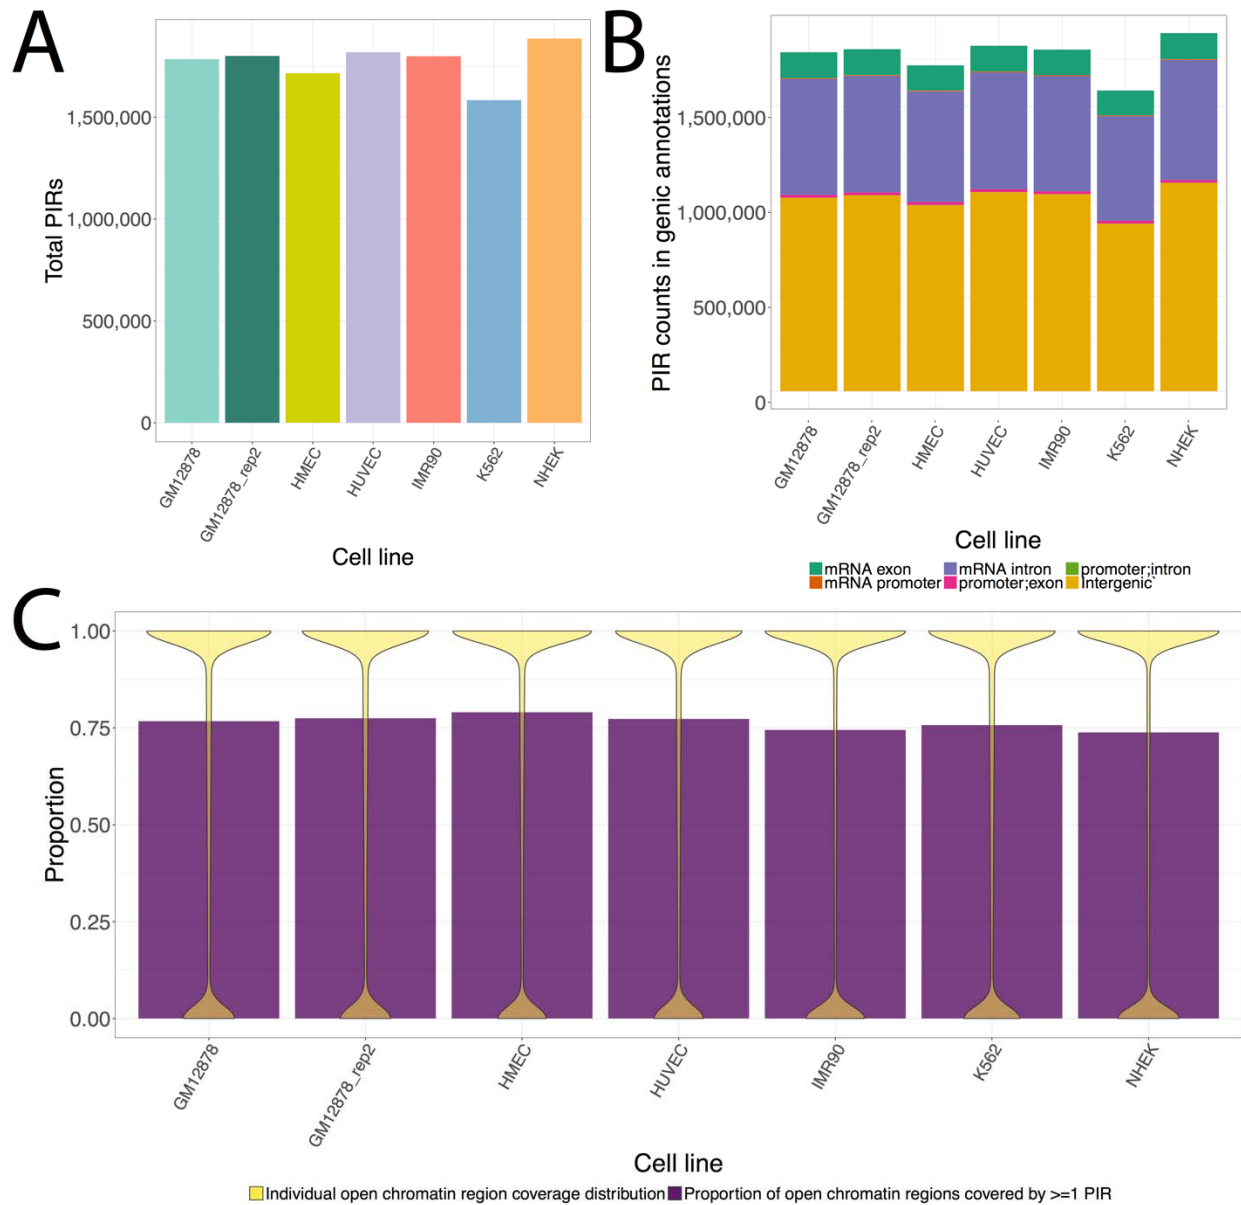 A
Total PIRs
1,500,000
1,000,000
500,000
0
GM12878
GM12878_rep2
HMEC
HUVEC
IMR90
K562
NHEK
Cell line
B
PIR counts in genic annotations
1,500,000
1,000,000
500,000
0
GM12878
GM12878_rep2
HMEC
HUVEC
IMR90
K562
NHEK
Cell line
mRNA exon mRNA intron promoter;intron
mRNA promoter promoter;exon Intergenic`
C
Proportion
1.00
0.75
0.50
0.25
0.00
GM12878
GM12878_rep2
HMEC
HUVEC
IMR90
K562
NHEK
Cell line
Individual open chromatin region coverage distribution Proportion of open chromatin regions covered by >=1 PIR